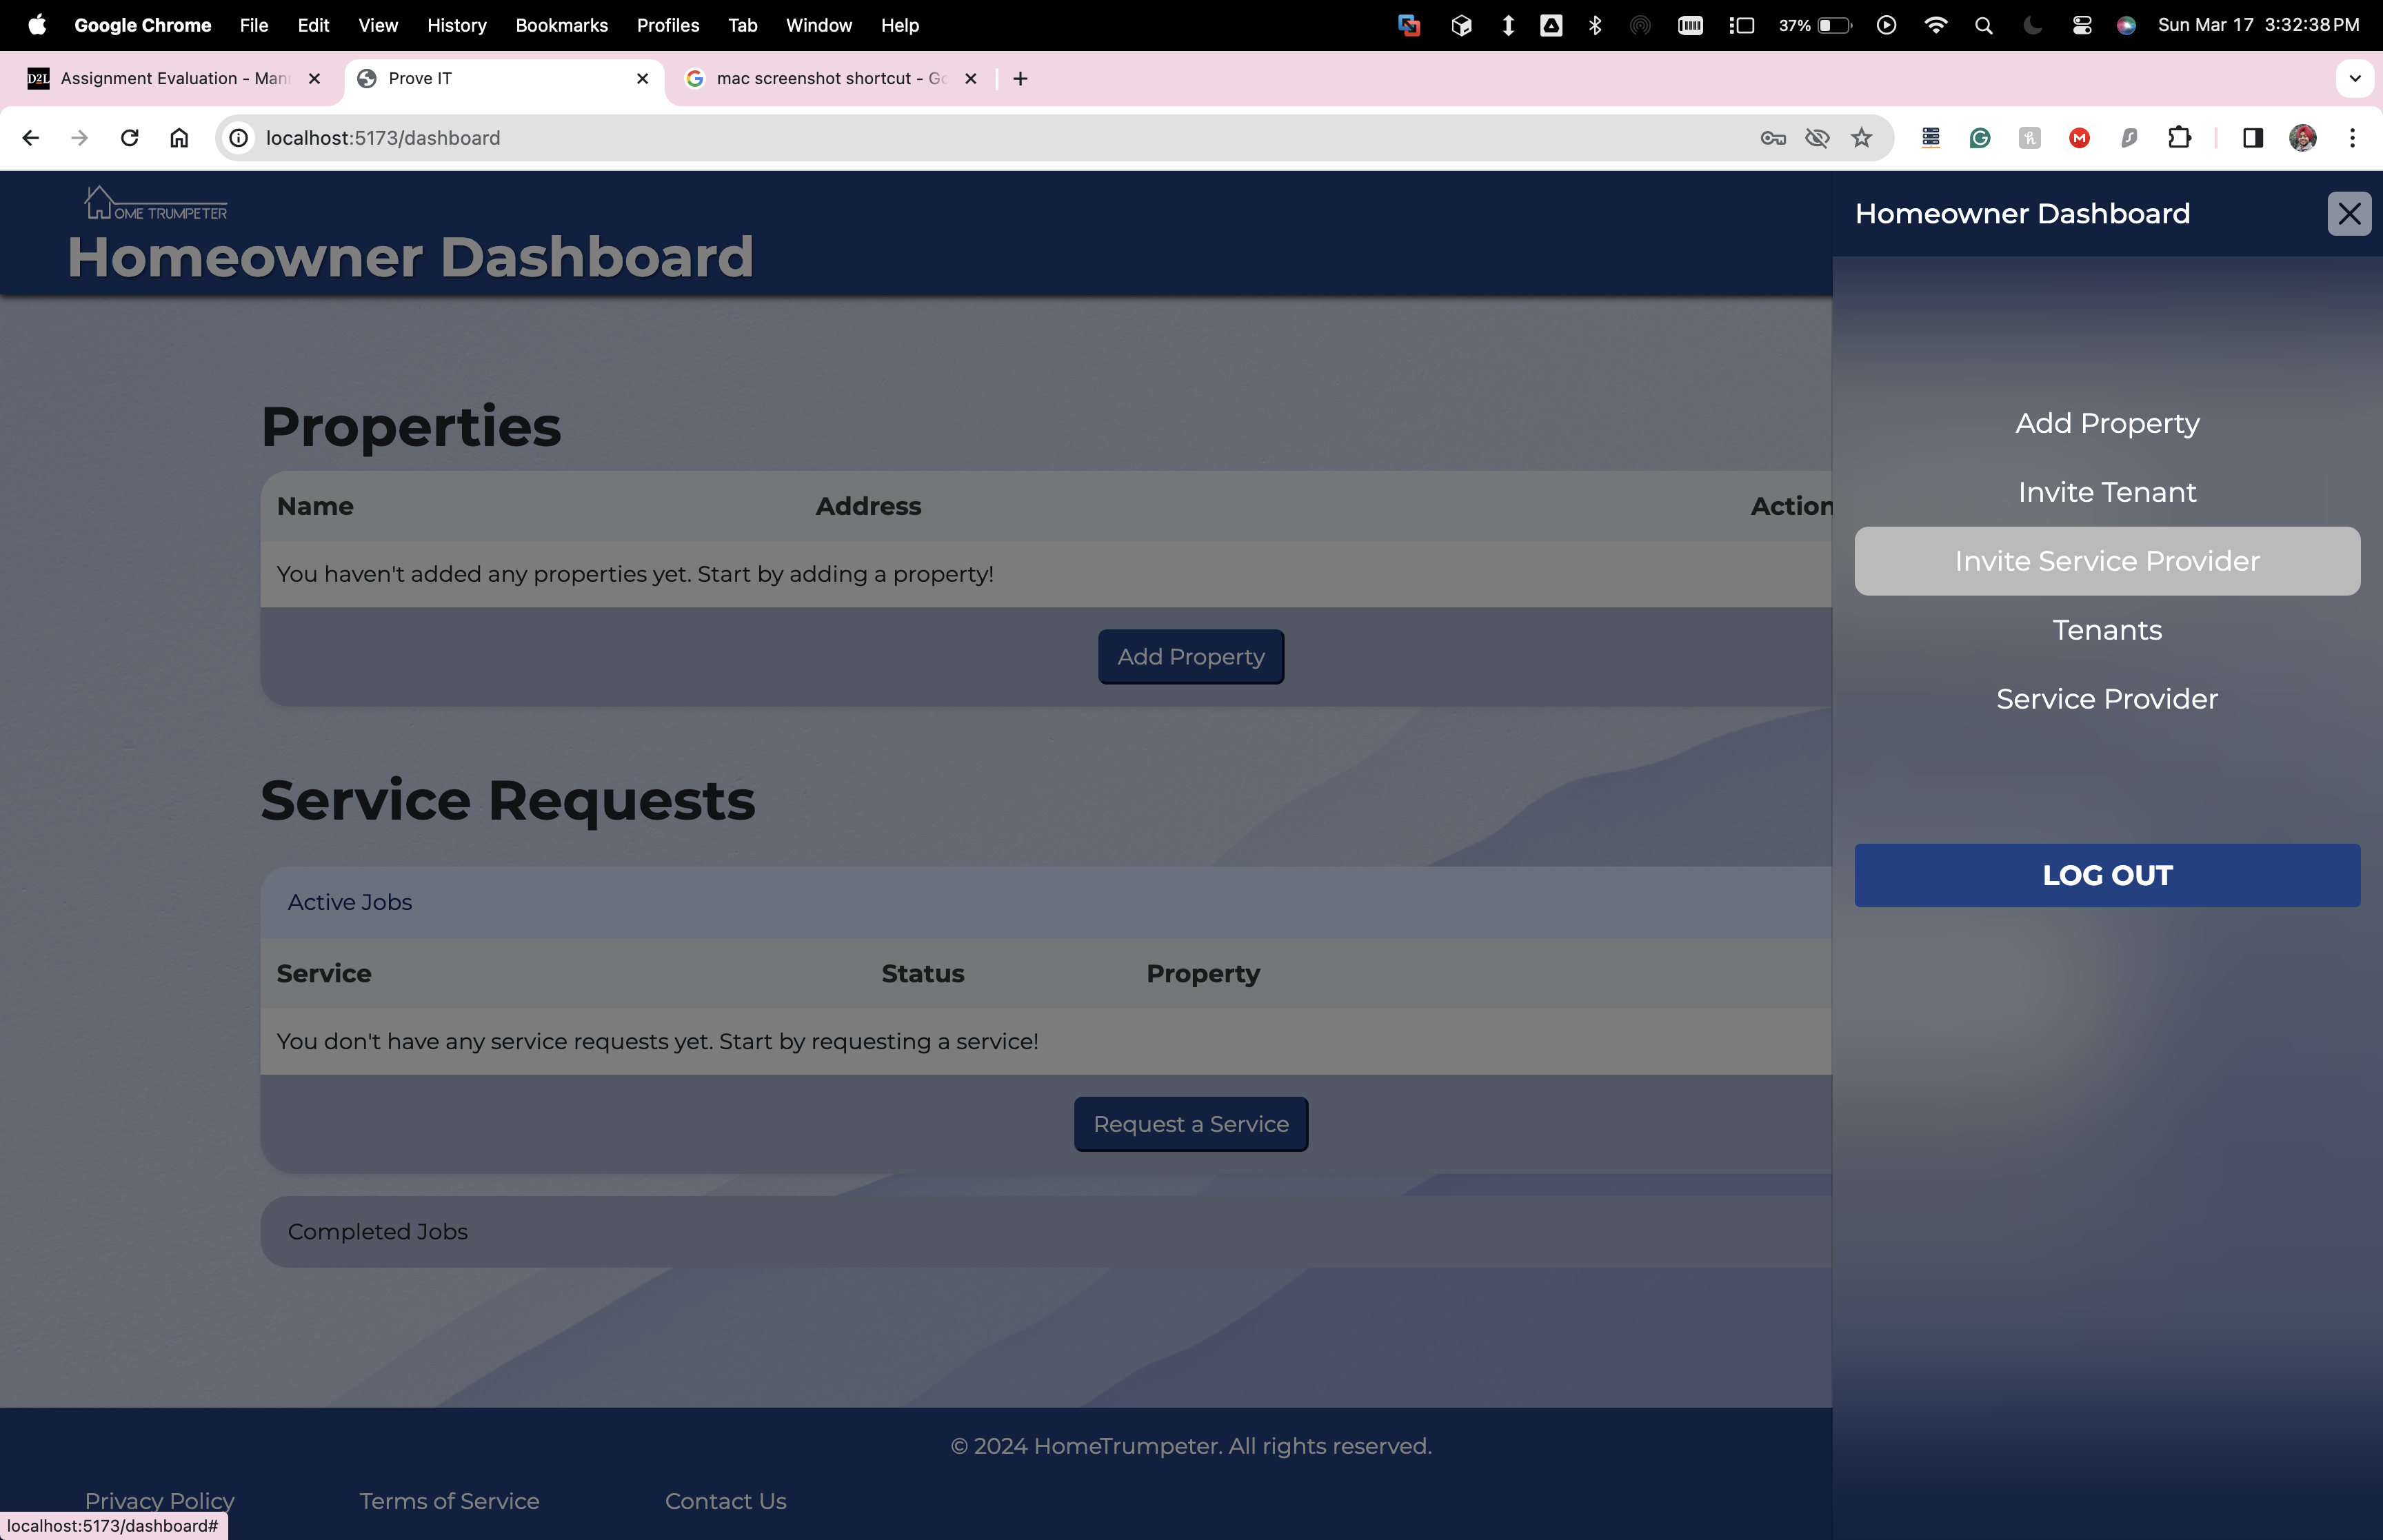 Google Chrome File Edit View History Bookmarks Profiles Tab Window Help 37% Sun Mar 17 3:32:38 PM
D2L Assignment Evaluation - Man Prove IT mac screenshot shortcut - Go
localhost:5173/dashboard
OME TRUMPETER
Homeowner Dashboard
Homeowner Dashboard
Properties
Name Address Action
You haven't added any properties yet. Start by adding a property!
Add Property
Service Requests
Active Jobs
Service Status Property
You don't have any service requests yet. Start by requesting a service!
Request a Service
Completed Jobs
Add Property
Invite Tenant
Invite Service Provider
Tenants
Service Provider
LOG OUT
© 2024 HomeTrumpeter. All rights reserved.
Privacy Policy Terms of Service Contact Us
localhost:5173/dashboard#